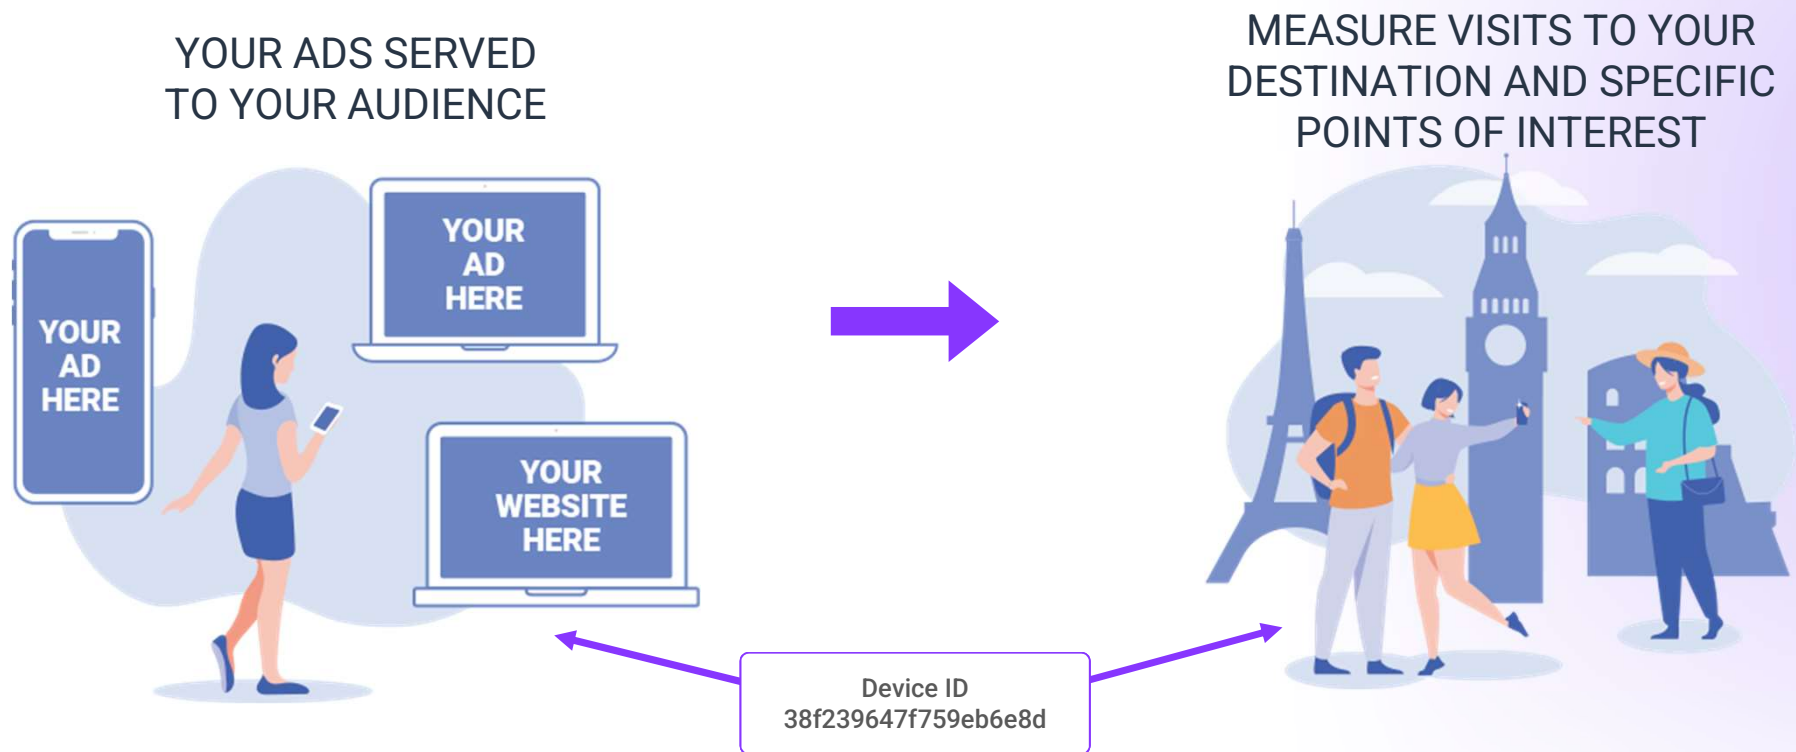 YOUR ADS SERVED
TO YOUR AUDIENCE
MEASURE VISITS TO YOUR
DESTINATION AND SPECIFIC
POINTS OF INTEREST
YOUR
AD
HERE
YOUR
AD
HERE
YOUR
WEBSITE
HERE
Device ID
38f239647f759eb6e8d